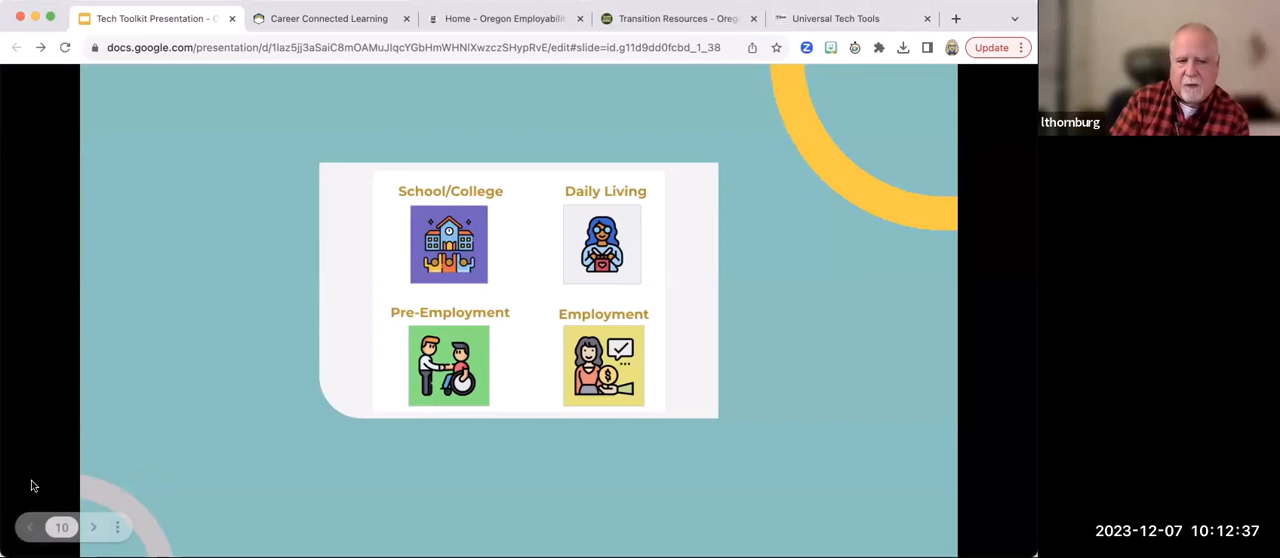 Tech Toolkit Presentation - O
Career Connected Learning
Home - Oregon Employabilit
Transition Resources - Oreg
Universal Tech Tools
docs.google.com/presentation/d/1laz5jj3aSaiC8mOAMuJlqcYGbHmWHNlXwzczSHypRvE/edit#slide=id.g11d9dd0fcbd_1_38
Update
lthornburg
School/College
Daily Living
Pre-Employment
Employment
10
2023-12-07 10:12:37